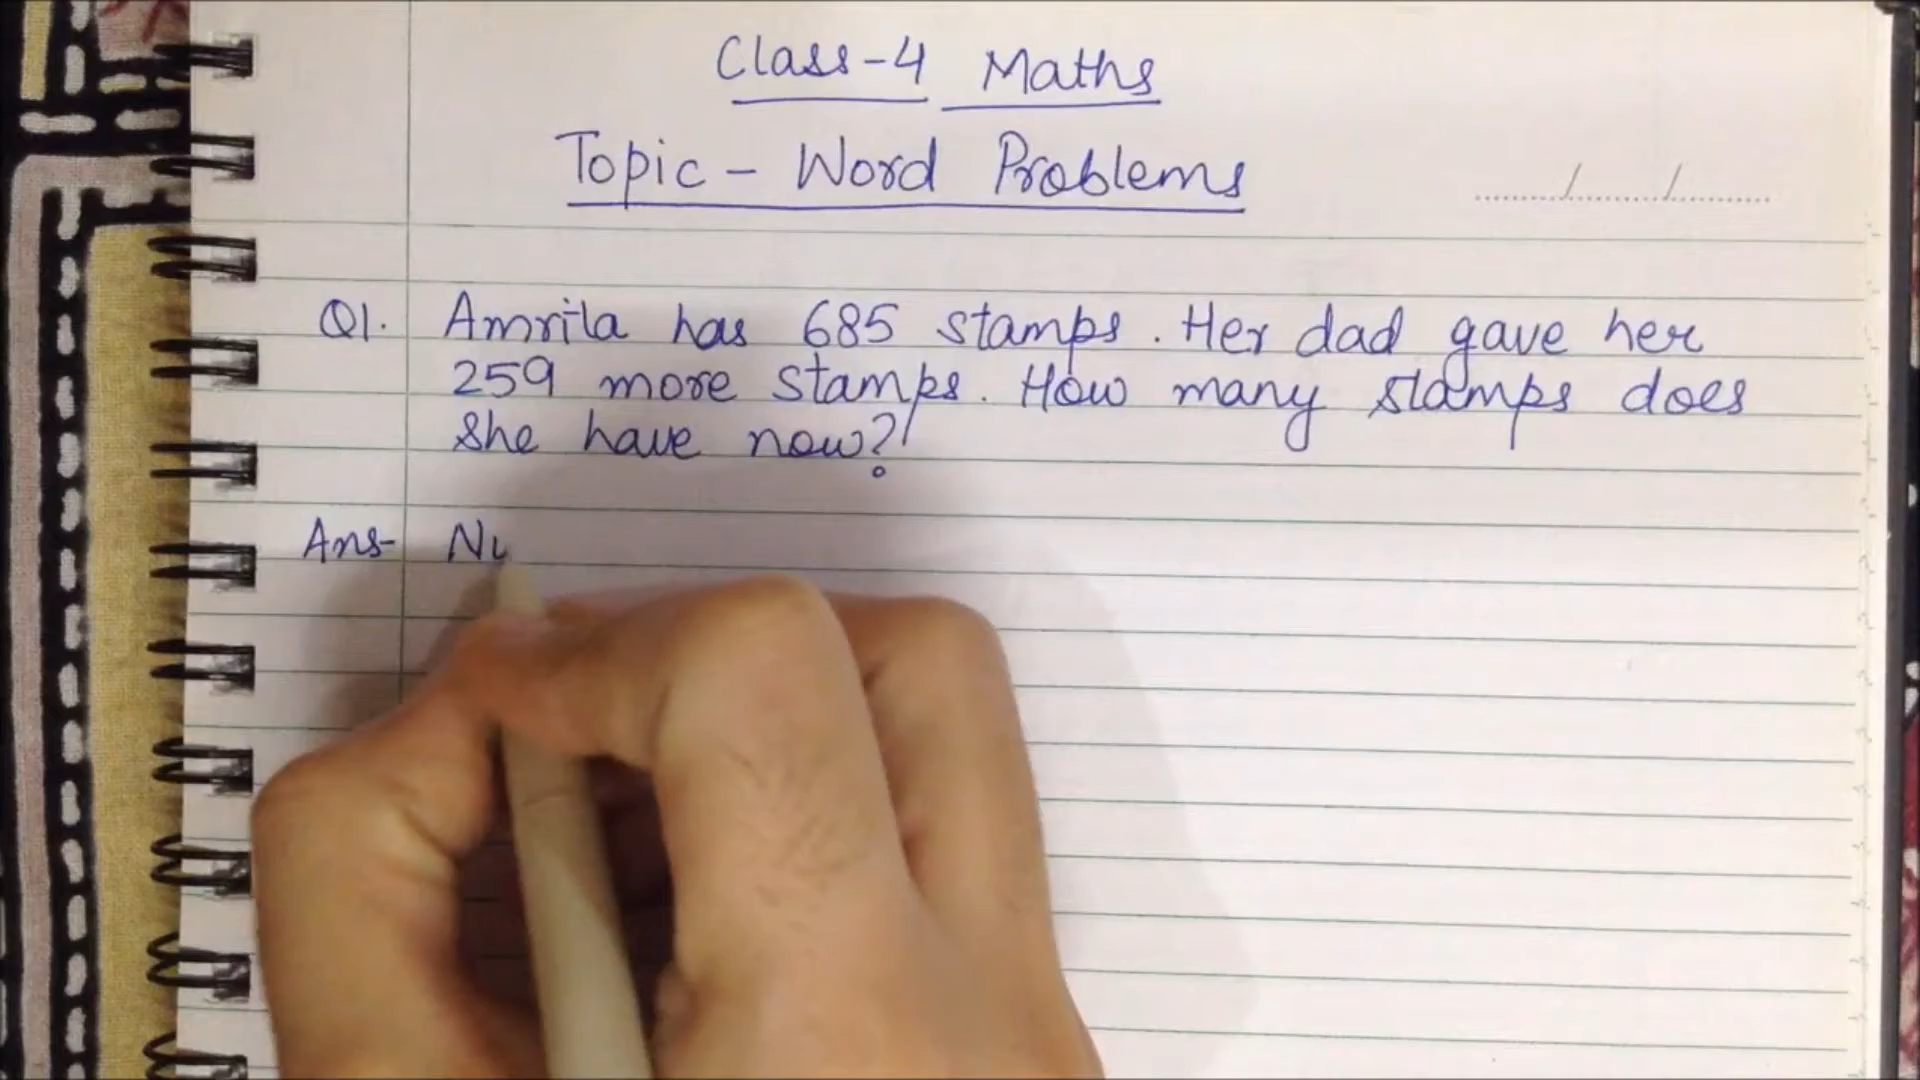 Class-4 Maths
Topic - Word Problems
Q1. Amrita has 685 stamps. Her dad gave her
259 more stamps. How many stamps does
she have now?
Ans- Nu